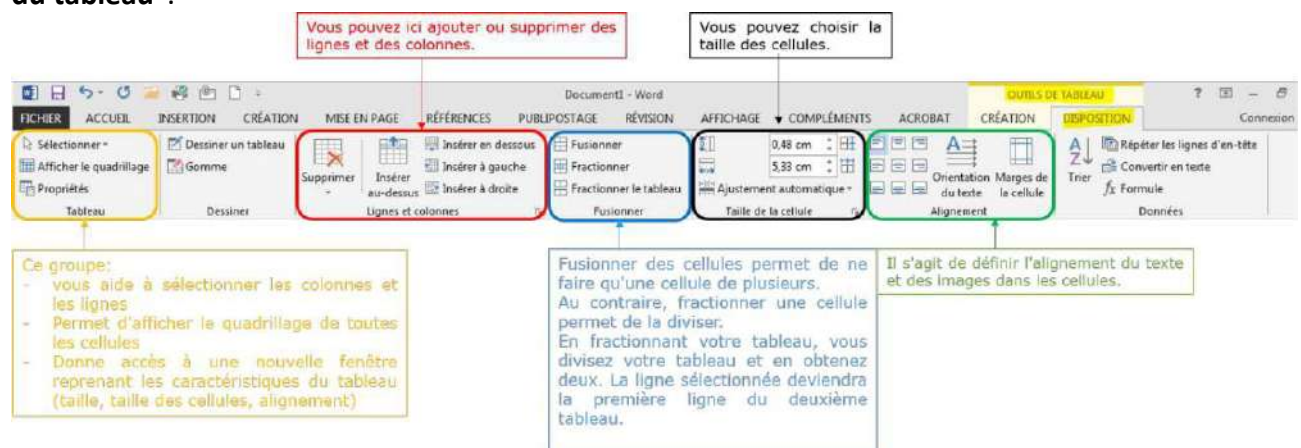 du tableau" :
Vous pouvez ici ajouter ou supprimer des
lignes et des colonnes.
Vous pouvez choisir la
taille des cellules.
Document1 - Word
OUTILS DE TABLEAU
FICHIER ACCUEIL INSERTION CRÉATION MISE EN PAGE RÉFÉRENCES PUBLIPOSTAGE RÉVISION AFFICHAGE COMPLÉMENTS ACROBAT CRÉATION DISPOSITION Connexion
Sélectionner
Afficher le quadrillage
Propriétés
Tableau
Dessiner un tableau
Gomme
Dessiner
Supprimer
Insérer
au-dessus
Insérer en dessous
Insérer à gauche
Insérer à droite
Lignes et colonnes
Fusionner
Fractionner
Fractionner le tableau
Fusionner
0,48 cm
5,33 cm
Ajustement automatique
Taille de la cellule
Orientation
du texte
Marges de
la cellule
Alignement
Trier
Répéter les lignes d'en-tête
Convertir en texte
fx Formule
Données
Ce groupe:
- vous aide à sélectionner les colonnes et
les lignes
- Permet d'afficher le quadrillage de toutes
les cellules
- Donne accès à une nouvelle fenêtre
reprenant les caractéristiques du tableau
(taille, taille des cellules, alignement)
Fusionner des cellules permet de ne
faire qu'une cellule de plusieurs.
Au contraire, fractionner une cellule
permet de la diviser.
En fractionnant votre tableau, vous
divisez votre tableau et en obtenez
deux. La ligne sélectionnée deviendra
la première ligne du deuxième
tableau.
Il s'agit de définir l'alignement du texte
et des images dans les cellules.